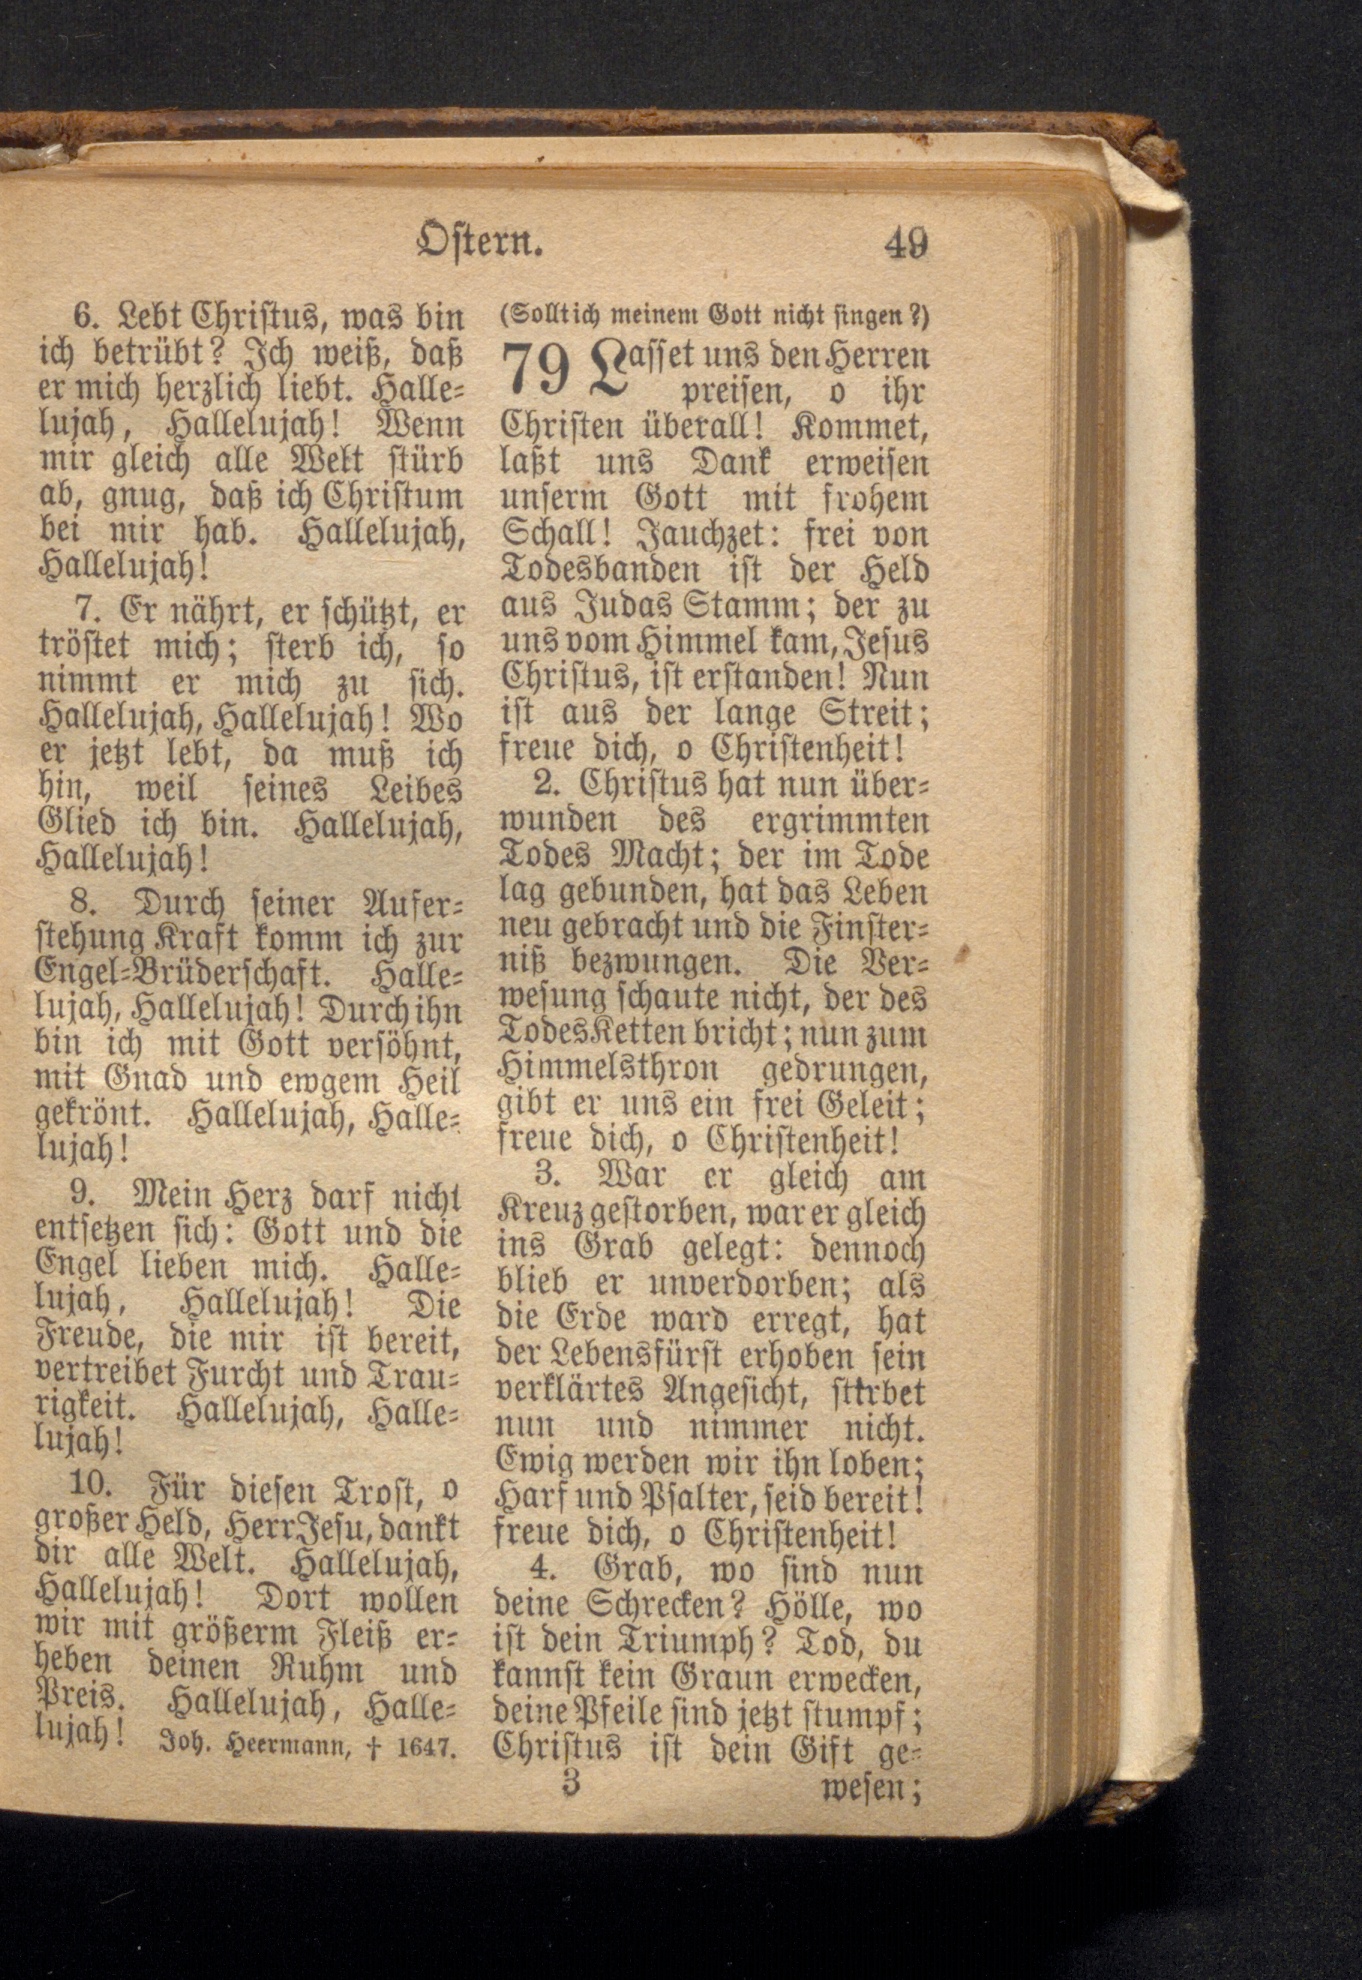 Ostern.
49
6. Lebt Christus, was bin
ich betrübt? Ich weiß, daß
er mich herzlich liebt. Halle-
lujah, Hallelujah! Wenn
mir gleich alle Welt stürb
ab, gnug, daß ich Christum
bei mir hab. Hallelujah,
Hallelujah!
7. Er nährt, er schützt, er
tröstet mich; sterb ich, so
nimmt er mich zu sich.
Hallelujah, Hallelujah! Wo
er jetzt lebt, da muß ich
hin, weil seines Leibes
Glied ich bin. Hallelujah,
Hallelujah!
8. Durch seiner Aufer-
stehung Kraft komm ich zur
Engel-Brüderschaft. Halle-
lujah, Hallelujah! Durch ihn
bin ich mit Gott versöhnt,
mit Gnad und ewgem Heil
gekrönt. Hallelujah, Halle-
lujah!
9. Mein Herz darf nicht
entsetzen sich: Gott und die
Engel lieben mich. Halle-
lujah, Hallelujah! Die
Freude, die mir ist bereit,
vertreibet Furcht und Trau-
rigkeit. Hallelujah, Halle-
lujah!
10. Für diesen Trost, o
großer Held, Herr Jesu, dankt
dir alle Welt. Hallelujah,
Hallelujah! Dort wollen
wir mit größerm Fleiß er-
heben deinen Ruhm und
Preis. Hallelujah, Halle-
lujah! Joh. Heermann, † 1647.
(Sollt ich meinem Gott nicht singen?)
79 Lasset uns den Herren
preisen, o ihr
Christen überall! Kommet,
laßt uns Dank erweisen
unserm Gott mit frohem
Schall! Jauchzet: frei von
Todesbanden ist der Held
aus Judas Stamm; der zu
uns vom Himmel kam, Jesus
Christus, ist erstanden! Nun
ist aus der lange Streit;
freue dich, o Christenheit!
2. Christus hat nun über-
wunden des ergrimmten
Todes Macht; der im Tode
lag gebunden, hat das Leben
neu gebracht und die Finster-
niß bezwungen. Die Ver-
wesung schaute nicht, der des
Todes Ketten bricht; nun zum
Himmelsthron gedrungen,
gibt er uns ein frei Geleit;
freue dich, o Christenheit!
3. War er gleich am
Kreuz gestorben, war er gleich
ins Grab gelegt: dennoch
blieb er unverdorben; als
die Erde ward erregt, hat
der Lebensfürst erhoben sein
verklärtes Angesicht, stirbet
nun und nimmer nicht.
Ewig werden wir ihn loben;
Harf und Psalter, seid bereit!
freue dich, o Christenheit!
4. Grab, wo sind nun
deine Schrecken? Hölle, wo
ist dein Triumph? Tod, du
kannst kein Graun erwecken,
deine Pfeile sind jetzt stumpf;
Christus ist dein Gift ge-
3 wesen;